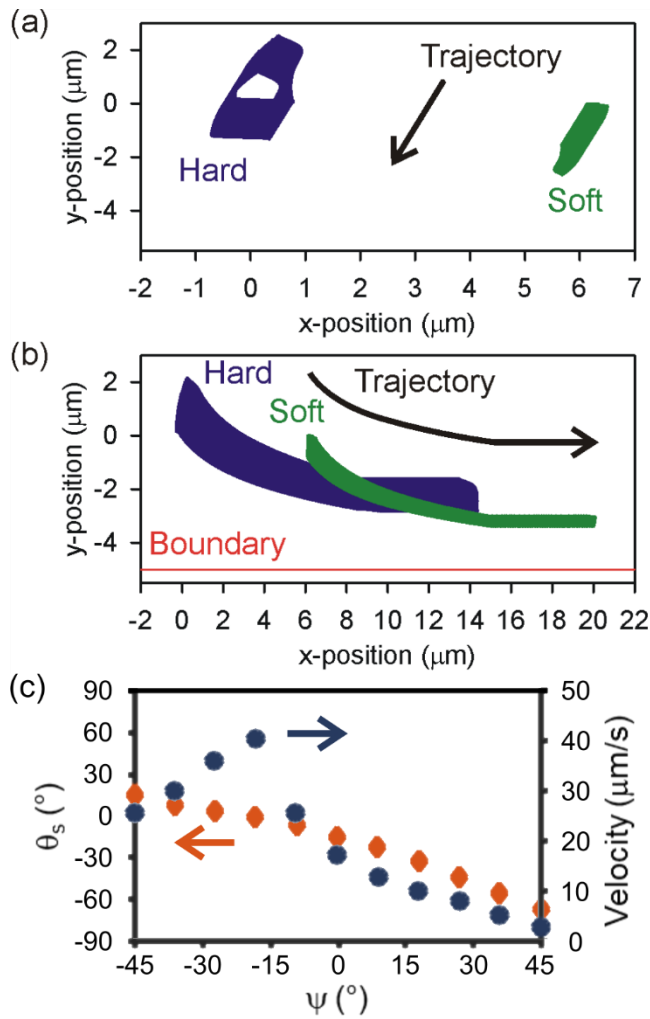 (a)
2
0
-2
-4
y-position (μm)
Trajectory
Hard
Soft
-2 -1 0 1 2 3 4 5 6 7
x-position (μm)
(b)
2
0
-2
-4
y-position (μm)
Hard
Trajectory
Soft
Boundary
-2 0 2 4 6 8 10 12 14 16 18 20 22
x-position (μm)
(c)
90
60
30
0
-30
-60
-90
θs (°)
50
40
30
20
10
0
Velocity (μm/s)
-45 -30 -15 0 15 30 45
ψ (°)